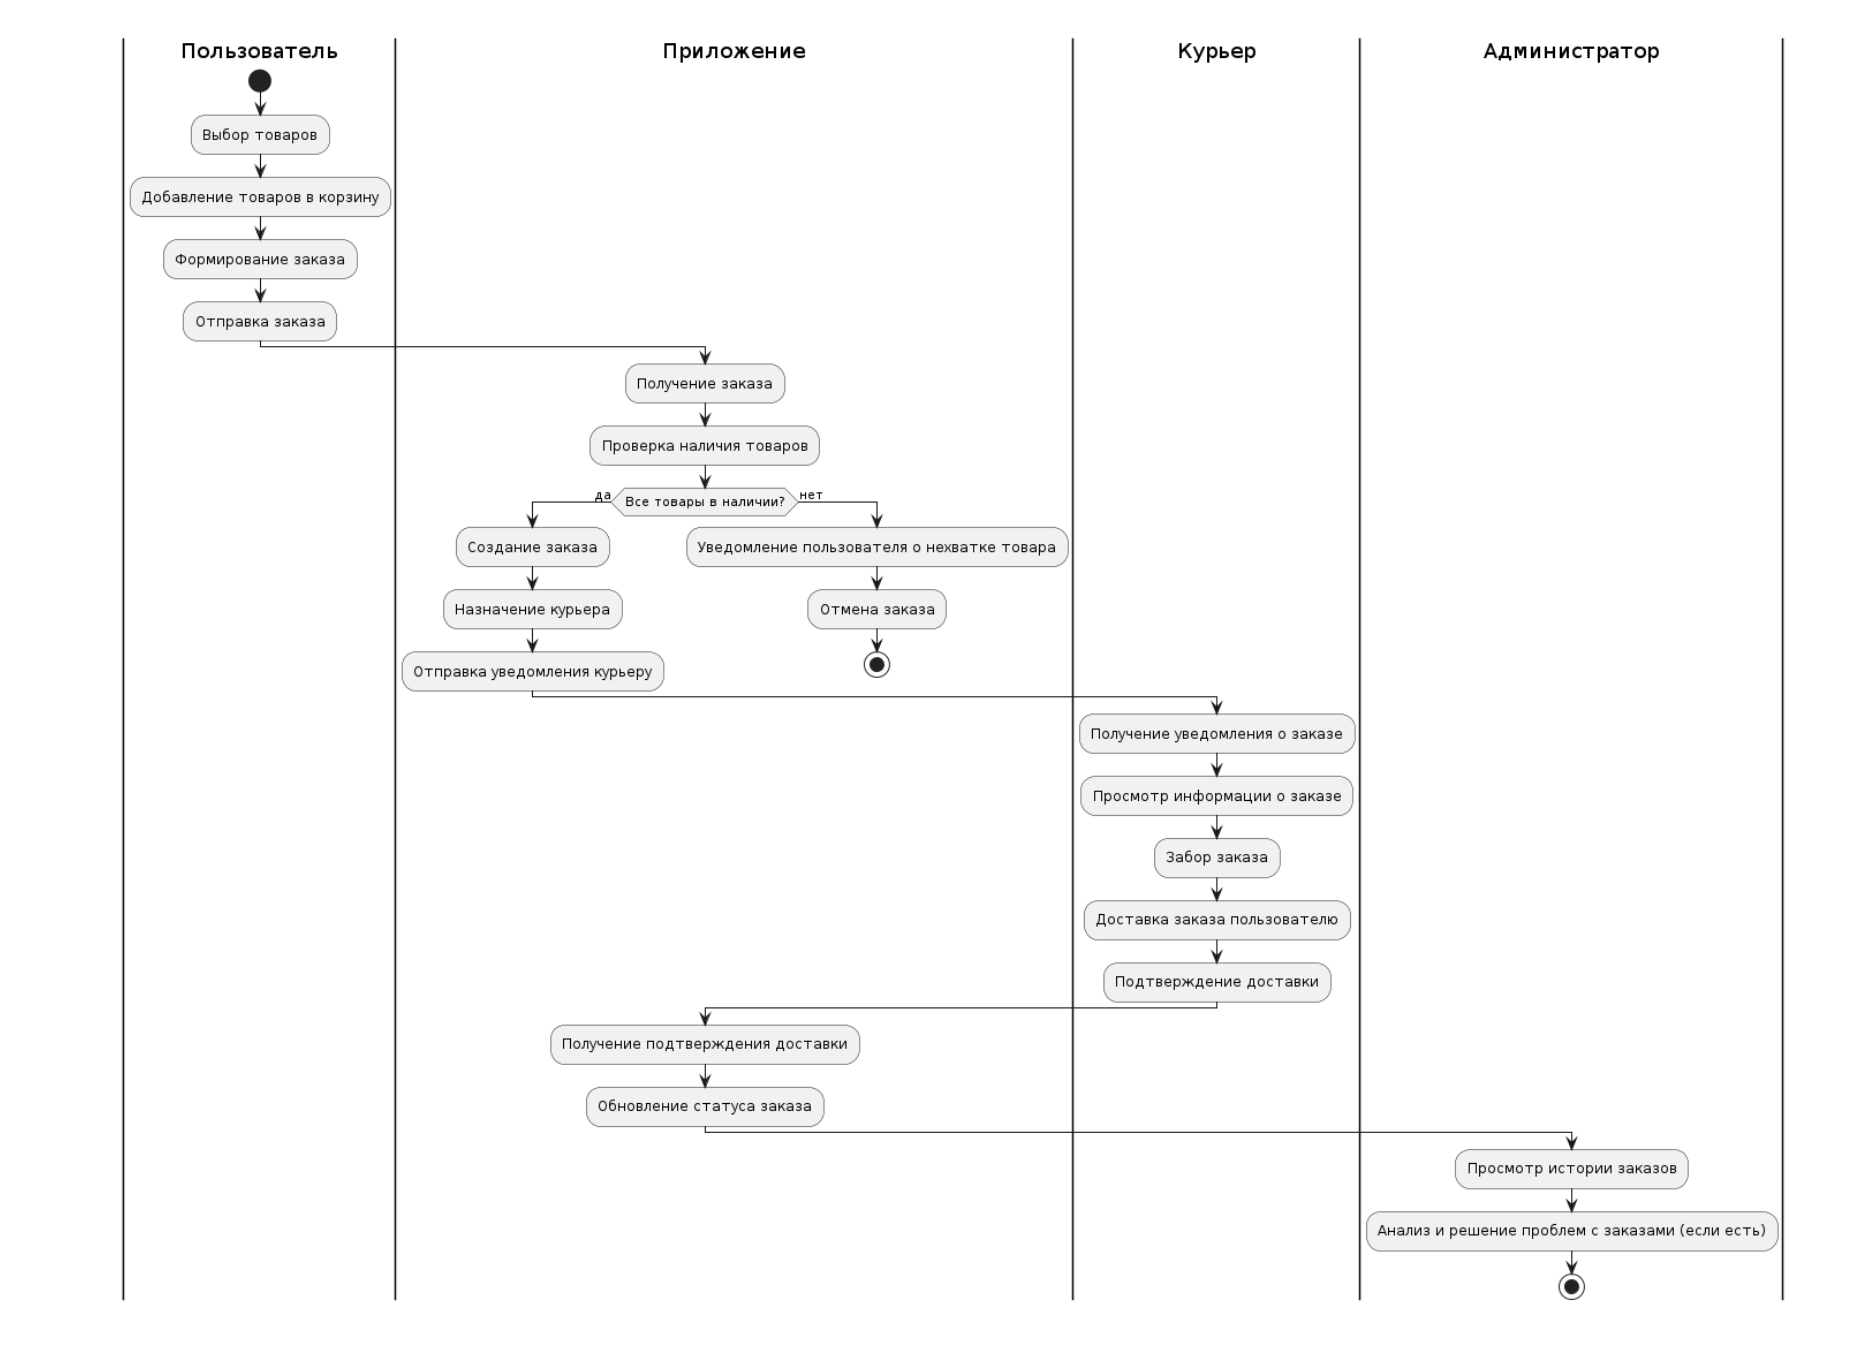 Пользователь
Приложение
Курьер
Администратор
Выбор товаров
Добавление товаров в корзину
Формирование заказа
Отправка заказа
Получение заказа
Проверка наличия товаров
да
Все товары в наличии?
нет
Создание заказа
Уведомление пользователя о нехватке товара
Назначение курьера
Отмена заказа
Отправка уведомления курьеру
Получение уведомления о заказе
Просмотр информации о заказе
Забор заказа
Доставка заказа пользователю
Подтверждение доставки
Получение подтверждения доставки
Обновление статуса заказа
Просмотр истории заказов
Анализ и решение проблем с заказами (если есть)